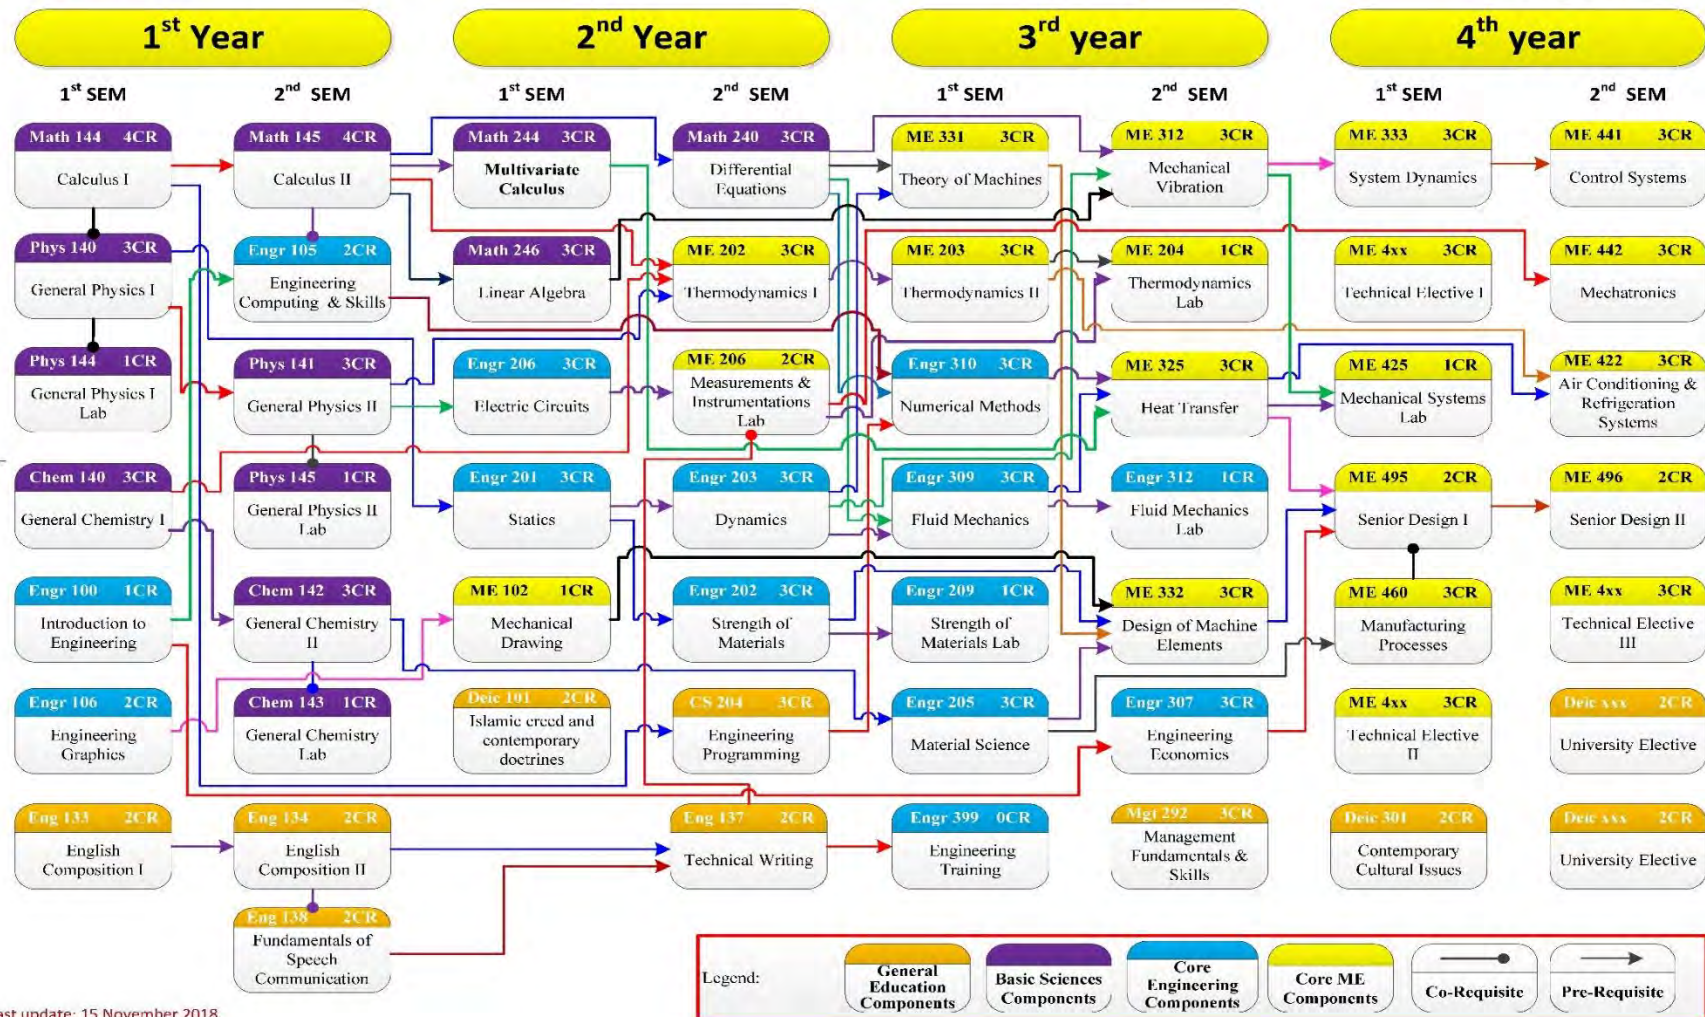 1st Year
2nd Year
3rd year
4th year
1st SEM
2nd SEM
1st SEM
2nd SEM
1st SEM
2nd SEM
1st SEM
2nd SEM
Math 144 4CR
Calculus I
Math 145 4CR
Calculus II
Math 244 3CR
Multivariate
Calculus
Math 240 3CR
Differential
Equations
ME 331 3CR
Theory of Machines
ME 312 3CR
Mechanical
Vibration
ME 333 3CR
System Dynamics
ME 441 3CR
Control Systems
Phys 140 3CR
General Physics I
Engr 105 2CR
Engineering
Computing & Skills
Math 246 3CR
Linear Algebra
ME 202 3CR
Thermodynamics I
ME 203 3CR
Thermodynamics II
ME 204 1CR
Thermodynamics
Lab
ME 4xx 3CR
Technical Elective I
ME 442 3CR
Mechatronics
Phys 144 1CR
General Physics I
Lab
Phys 141 3CR
General Physics II
Engr 206 3CR
Electric Circuits
ME 206 2CR
Measurements &
Instrumentations
Lab
Engr 310 3CR
Numerical Methods
ME 325 3CR
Heat Transfer
ME 425 1CR
Mechanical Systems
Lab
ME 422 3CR
Air Conditioning &
Refrigeration
Systems
Chem 140 3CR
General Chemistry I
Phys 145 1CR
General Physics II
Lab
Engr 201 3CR
Statics
Engr 203 3CR
Dynamics
Engr 309 3CR
Fluid Mechanics
Engr 312 1CR
Fluid Mechanics
Lab
ME 495 2CR
Senior Design I
ME 496 2CR
Senior Design II
Engr 100 1CR
Introduction to
Engineering
Chem 142 3CR
General Chemistry
II
ME 102 1CR
Mechanical
Drawing
Engr 202 3CR
Strength of
Materials
Engr 209 1CR
Strength of
Materials Lab
ME 332 3CR
Design of Machine
Elements
ME 460 3CR
Manufacturing
Processes
ME 4xx 3CR
Technical Elective
III
Engr 106 2CR
Engineering
Graphics
Chem 143 1CR
General Chemistry
Lab
Deic 101 2CR
Islamic creed and
contemporary
doctrines
CS 204 3CR
Engineering
Programming
Engr 205 3CR
Material Science
Engr 307 3CR
Engineering
Economics
ME 4xx 3CR
Technical Elective
II
Deic xxx 2CR
University Elective
Eng 133 2CR
English
Composition I
Eng 134 2CR
English
Composition II
Eng 137 2CR
Technical Writing
Engr 399 0CR
Engineering
Training
Mgt 292 3CR
Management
Fundamentals &
Skills
Deic 301 2CR
Contemporary
Cultural Issues
Deic xxx 2CR
University Elective
Eng 138 2CR
Fundamentals of
Speech
Communication
Legend:
General
Education
Components
Basic Sciences
Components
Core
Engineering
Components
Core ME
Components
Co-Requisite
Pre-Requisite
ast update: 15 November 2018